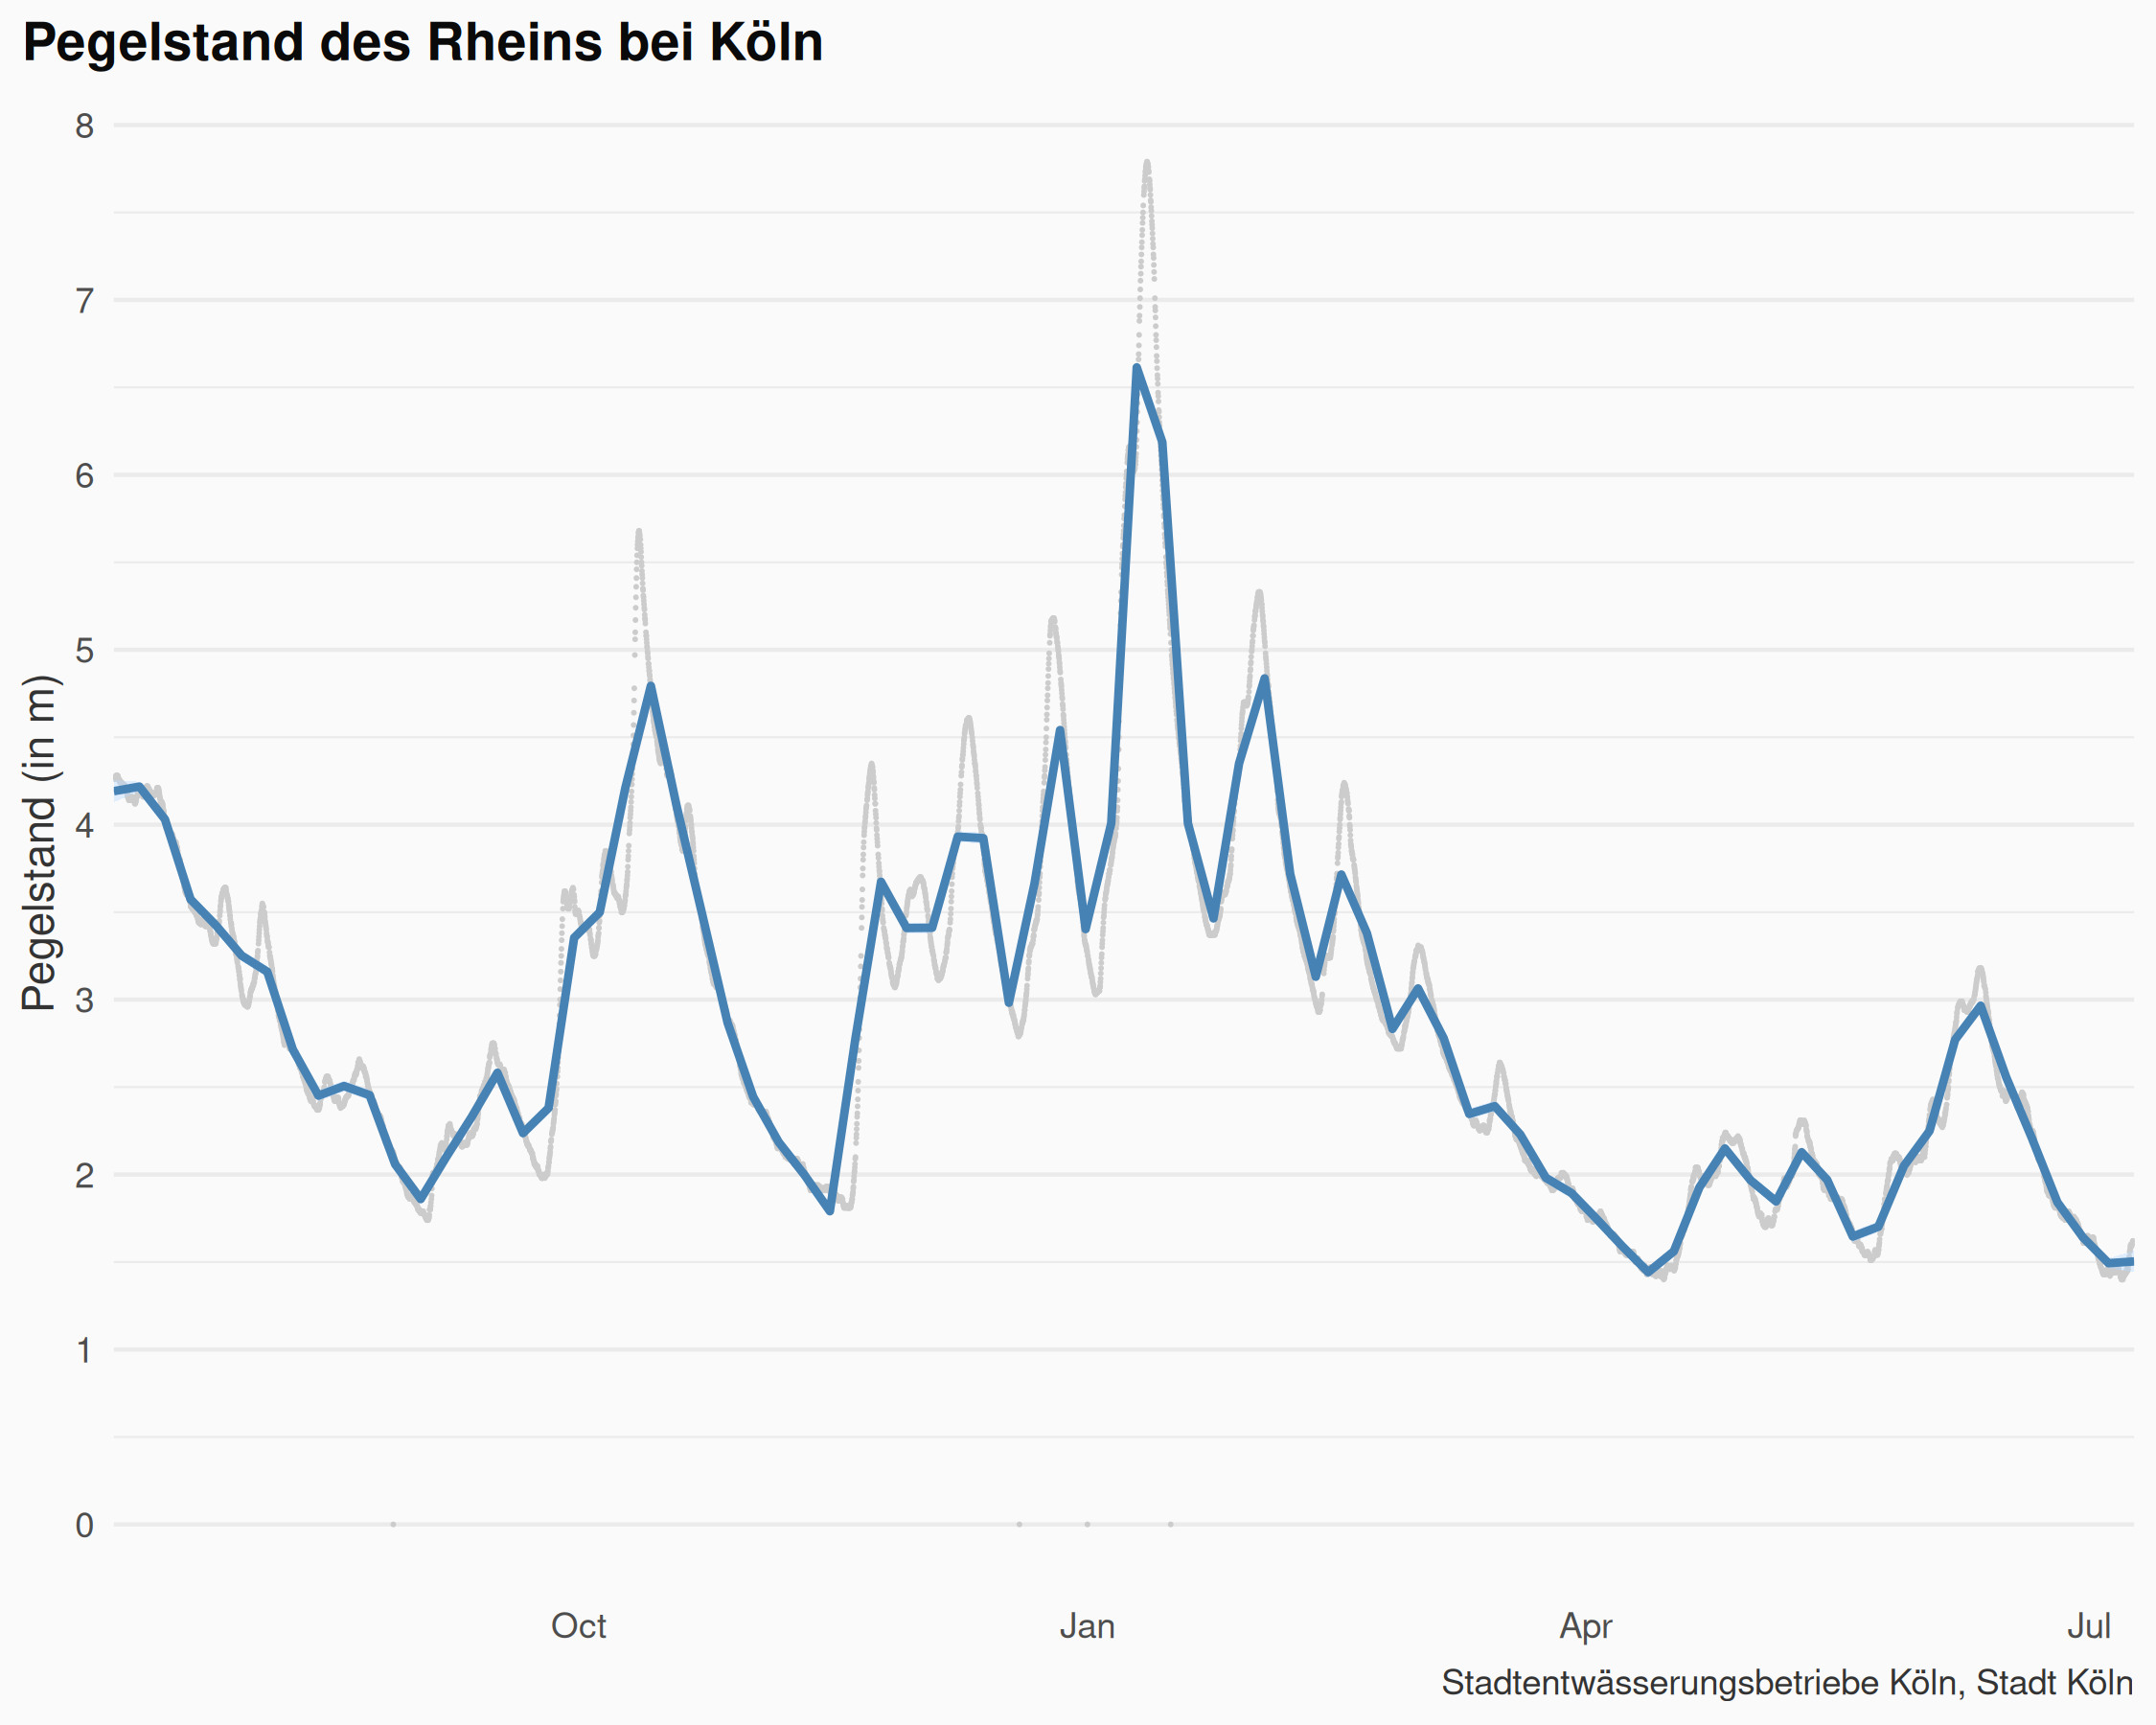 Pegelstand des Rheins bei Köln
Pegelstand (in m)
8
7
6
5
4
3
2
1
0
Oct Jan Apr Jul
Stadtentwässerungsbetriebe Köln, Stadt Köln